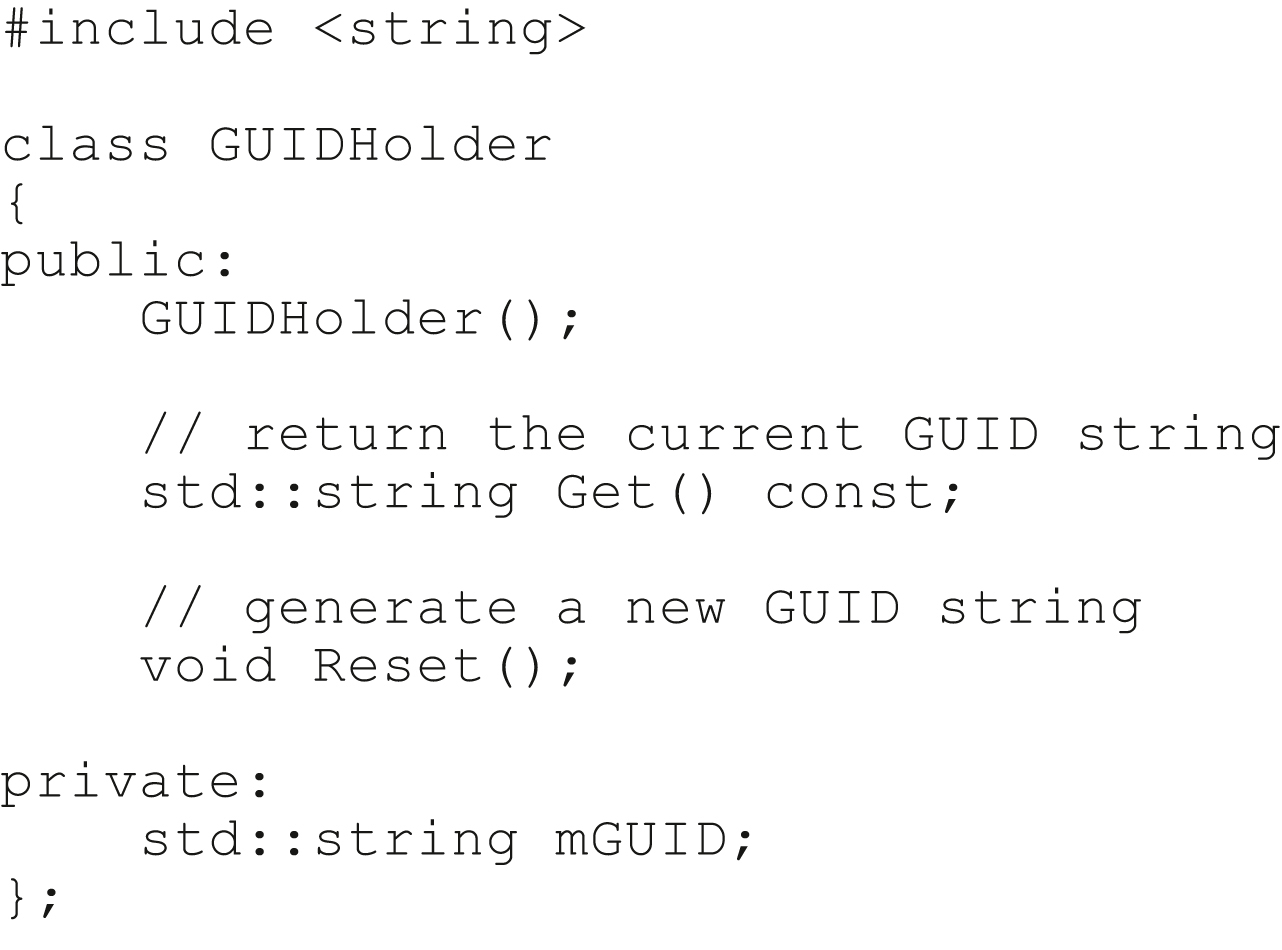 #include <string>
class GUIDHolder
{
public:
    GUIDHolder();
    // return the current GUID string
    std::string Get() const;
    // generate a new GUID string
    void Reset();
private:
    std::string mGUID;
};